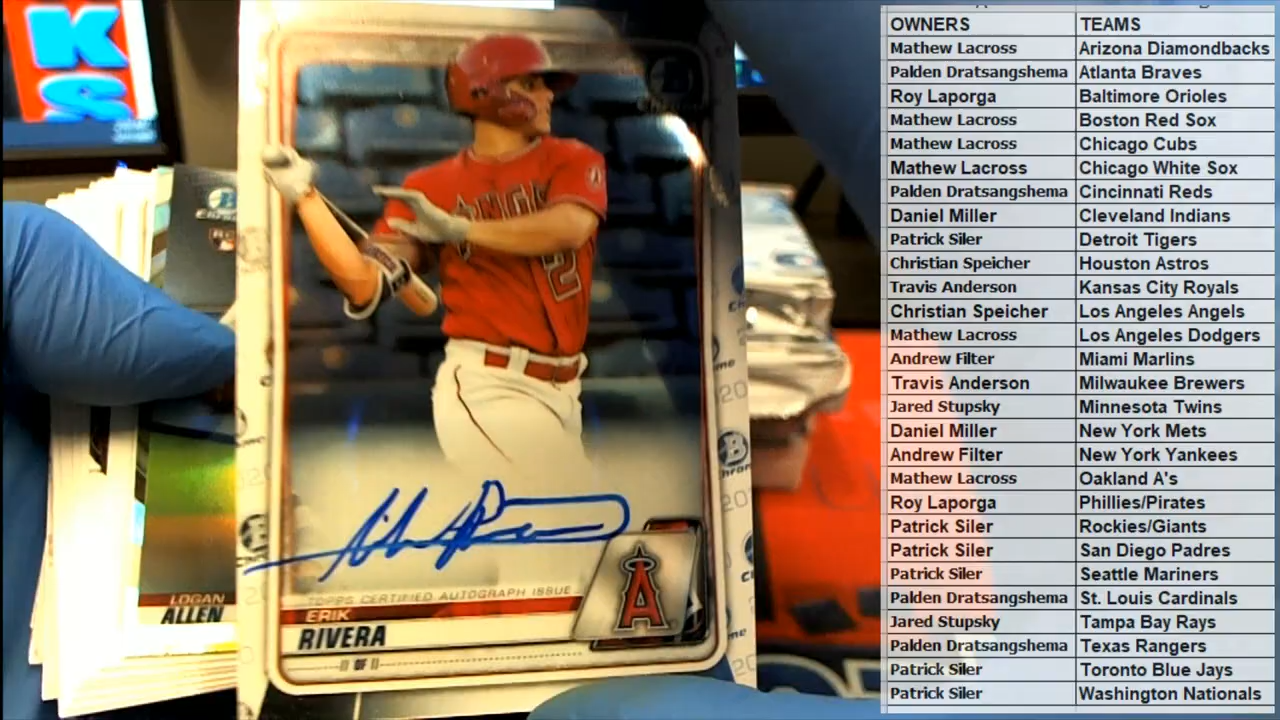 KS
LOGAN
ALLEN
ANGELS
2
TOPPS CERTIFIED AUTOGRAPH ISSUE
ERIK
RIVERA
A
OWNERS TEAMS
Mathew Lacross Arizona Diamondbacks
Palden Dratsangshema Atlanta Braves
Roy Laporga Baltimore Orioles
Mathew Lacross Boston Red Sox
Mathew Lacross Chicago Cubs
Mathew Lacross Chicago White Sox
Palden Dratsangshema Cincinnati Reds
Daniel Miller Cleveland Indians
Patrick Siler Detroit Tigers
Christian Speicher Houston Astros
Travis Anderson Kansas City Royals
Christian Speicher Los Angeles Angels
Mathew Lacross Los Angeles Dodgers
Andrew Filter Miami Marlins
Travis Anderson Milwaukee Brewers
Jared Stupsky Minnesota Twins
Daniel Miller New York Mets
Andrew Filter New York Yankees
Mathew Lacross Oakland A's
Roy Laporga Phillies/Pirates
Patrick Siler Rockies/Giants
Patrick Siler San Diego Padres
Patrick Siler Seattle Mariners
Palden Dratsangshema St. Louis Cardinals
Jared Stupsky Tampa Bay Rays
Palden Dratsangshema Texas Rangers
Patrick Siler Toronto Blue Jays
Patrick Siler Washington Nationals